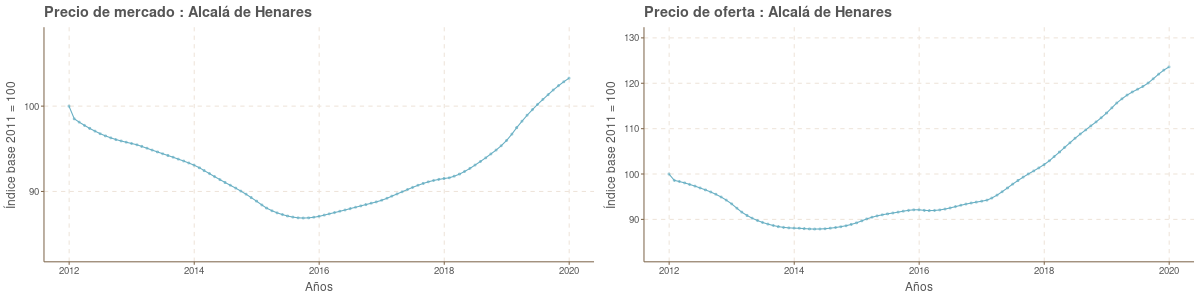 Precio de mercado : Alcalá de Henares
Índice base 2011 = 100
100
90
2012 2014 2016 2018 2020
Años
Precio de oferta : Alcalá de Henares
Índice base 2011 = 100
130
120
110
100
90
2012 2014 2016 2018 2020
Años